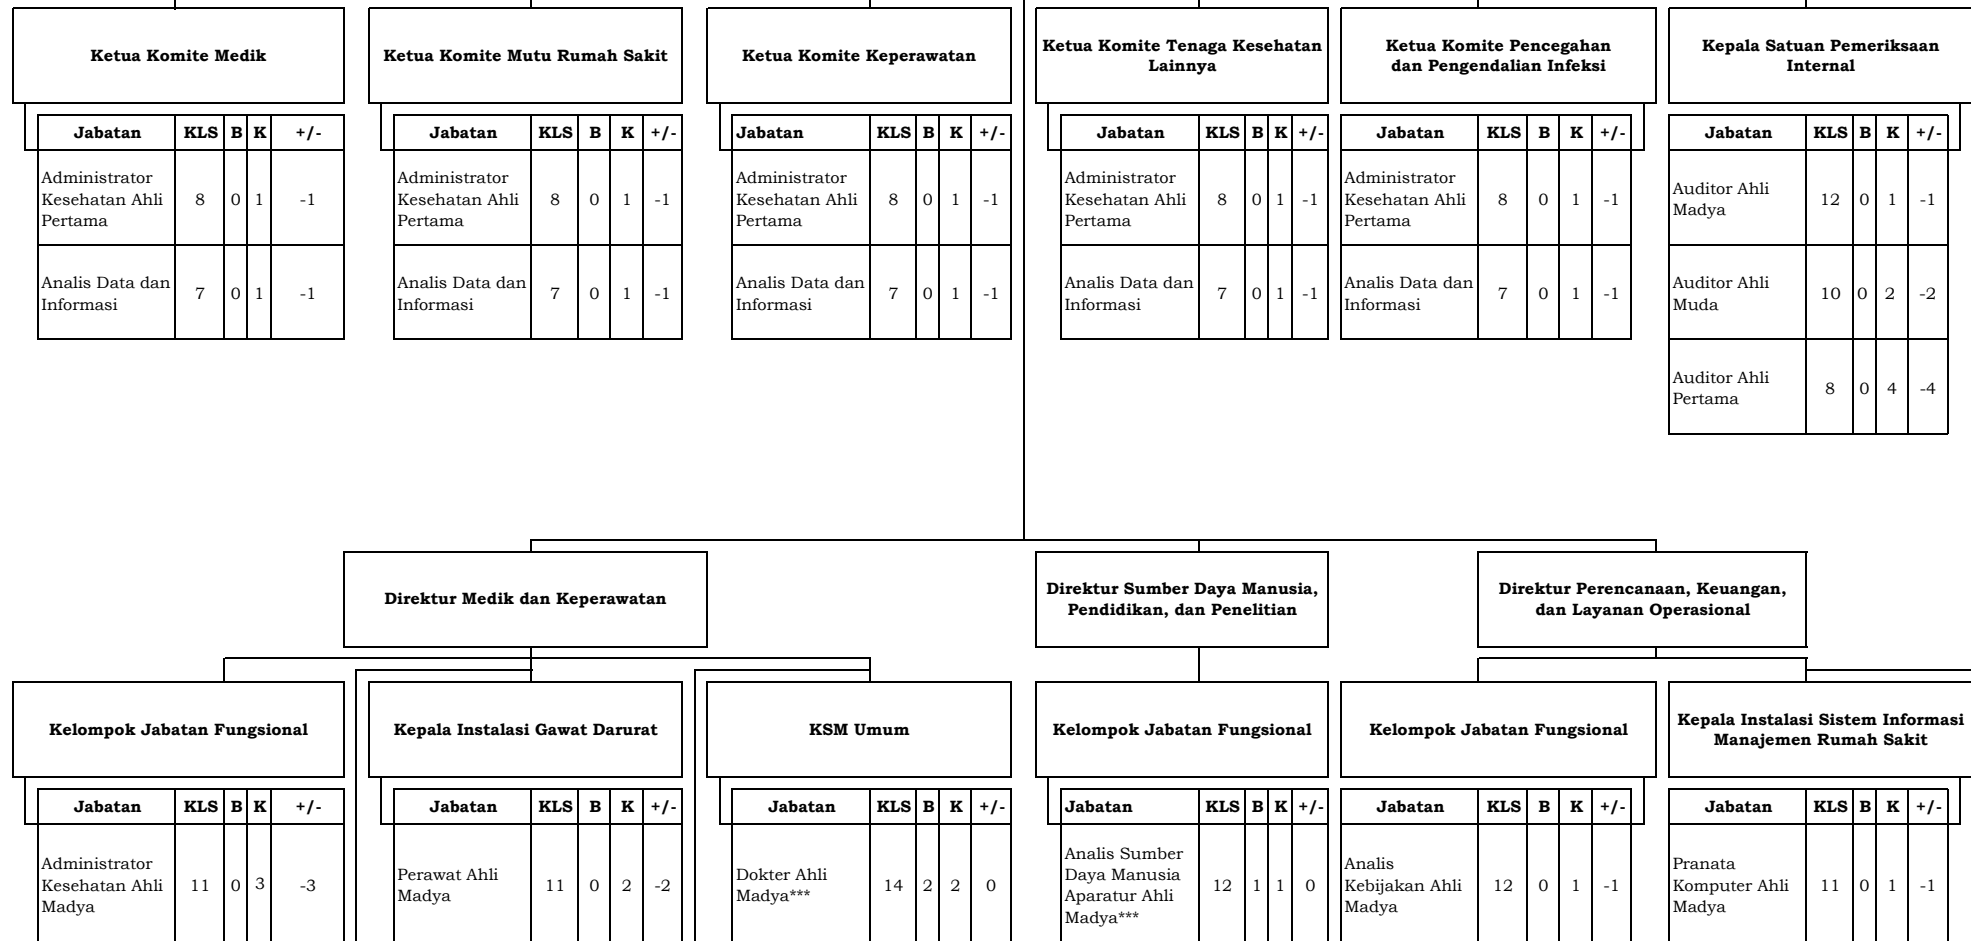 Ketua Komite Medik
Jabatan KLS B K +/-
Administrator
Kesehatan Ahli
Pertama
8 0 1 -1
Analis Data dan
Informasi
7 0 1 -1
Ketua Komite Mutu Rumah Sakit
Jabatan KLS B K +/-
Administrator
Kesehatan Ahli
Pertama
8 0 1 -1
Analis Data dan
Informasi
7 0 1 -1
Ketua Komite Keperawatan
Jabatan KLS B K +/-
Administrator
Kesehatan Ahli
Pertama
8 0 1 -1
Analis Data dan
Informasi
7 0 1 -1
Ketua Komite Tenaga Kesehatan
Lainnya
Jabatan KLS B K +/-
Administrator
Kesehatan Ahli
Pertama
8 0 1 -1
Analis Data dan
Informasi
7 0 1 -1
Ketua Komite Pencegahan
dan Pengendalian Infeksi
Jabatan KLS B K +/-
Administrator
Kesehatan Ahli
Pertama
8 0 1 -1
Analis Data dan
Informasi
7 0 1 -1
Kepala Satuan Pemeriksaan
Internal
Jabatan KLS B K +/-
Auditor Ahli
Madya
12 0 1 -1
Auditor Ahli
Muda
10 0 2 -2
Auditor Ahli
Pertama
8 0 4 -4
Direktur Medik dan Keperawatan
Direktur Sumber Daya Manusia,
Pendidikan, dan Penelitian
Direktur Perencanaan, Keuangan,
dan Layanan Operasional
Kelompok Jabatan Fungsional
Jabatan KLS B K +/-
Administrator
Kesehatan Ahli
Madya
11 0 3 -3
Kepala Instalasi Gawat Darurat
Jabatan KLS B K +/-
Perawat Ahli
Madya
11 0 2 -2
KSM Umum
Jabatan KLS B K +/-
Dokter Ahli
Madya***
14 2 2 0
Kelompok Jabatan Fungsional
Jabatan KLS B K +/-
Analis Sumber
Daya Manusia
Aparatur Ahli
Madya***
12 1 1 0
Kelompok Jabatan Fungsional
Jabatan KLS B K +/-
Analis
Kebijakan Ahli
Madya
12 0 1 -1
Kepala Instalasi Sistem Informasi
Manajemen Rumah Sakit
Jabatan KLS B K +/-
Pranata
Komputer Ahli
Madya
11 0 1 -1